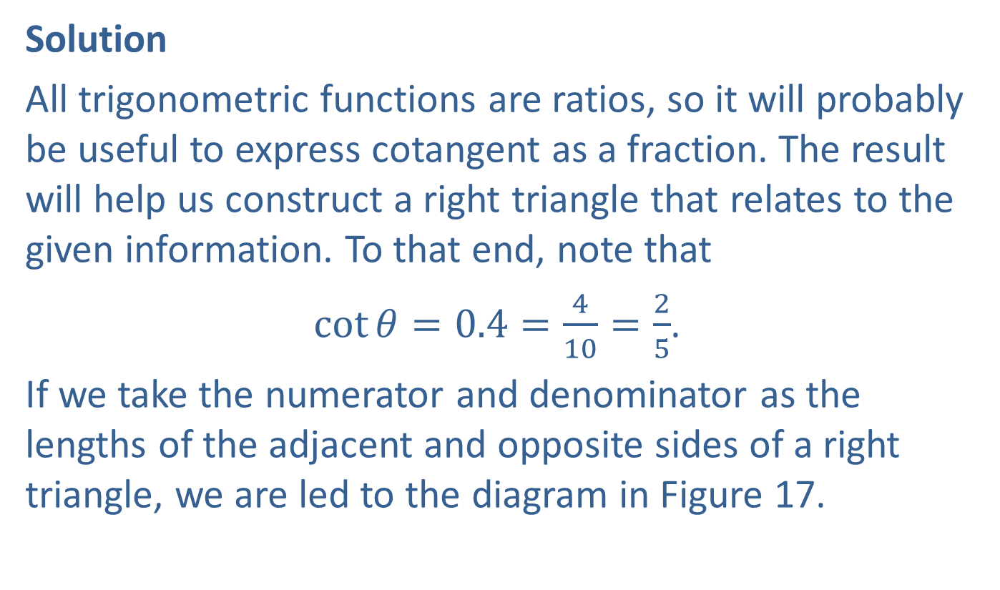 Solution
All trigonometric functions are ratios, so it will probably
be useful to express cotangent as a fraction. The result
will help us construct a right triangle that relates to the
given information. To that end, note that
cot θ = 0.4 = 4/10 = 2/5.
If we take the numerator and denominator as the
lengths of the adjacent and opposite sides of a right
triangle, we are led to the diagram in Figure 17.